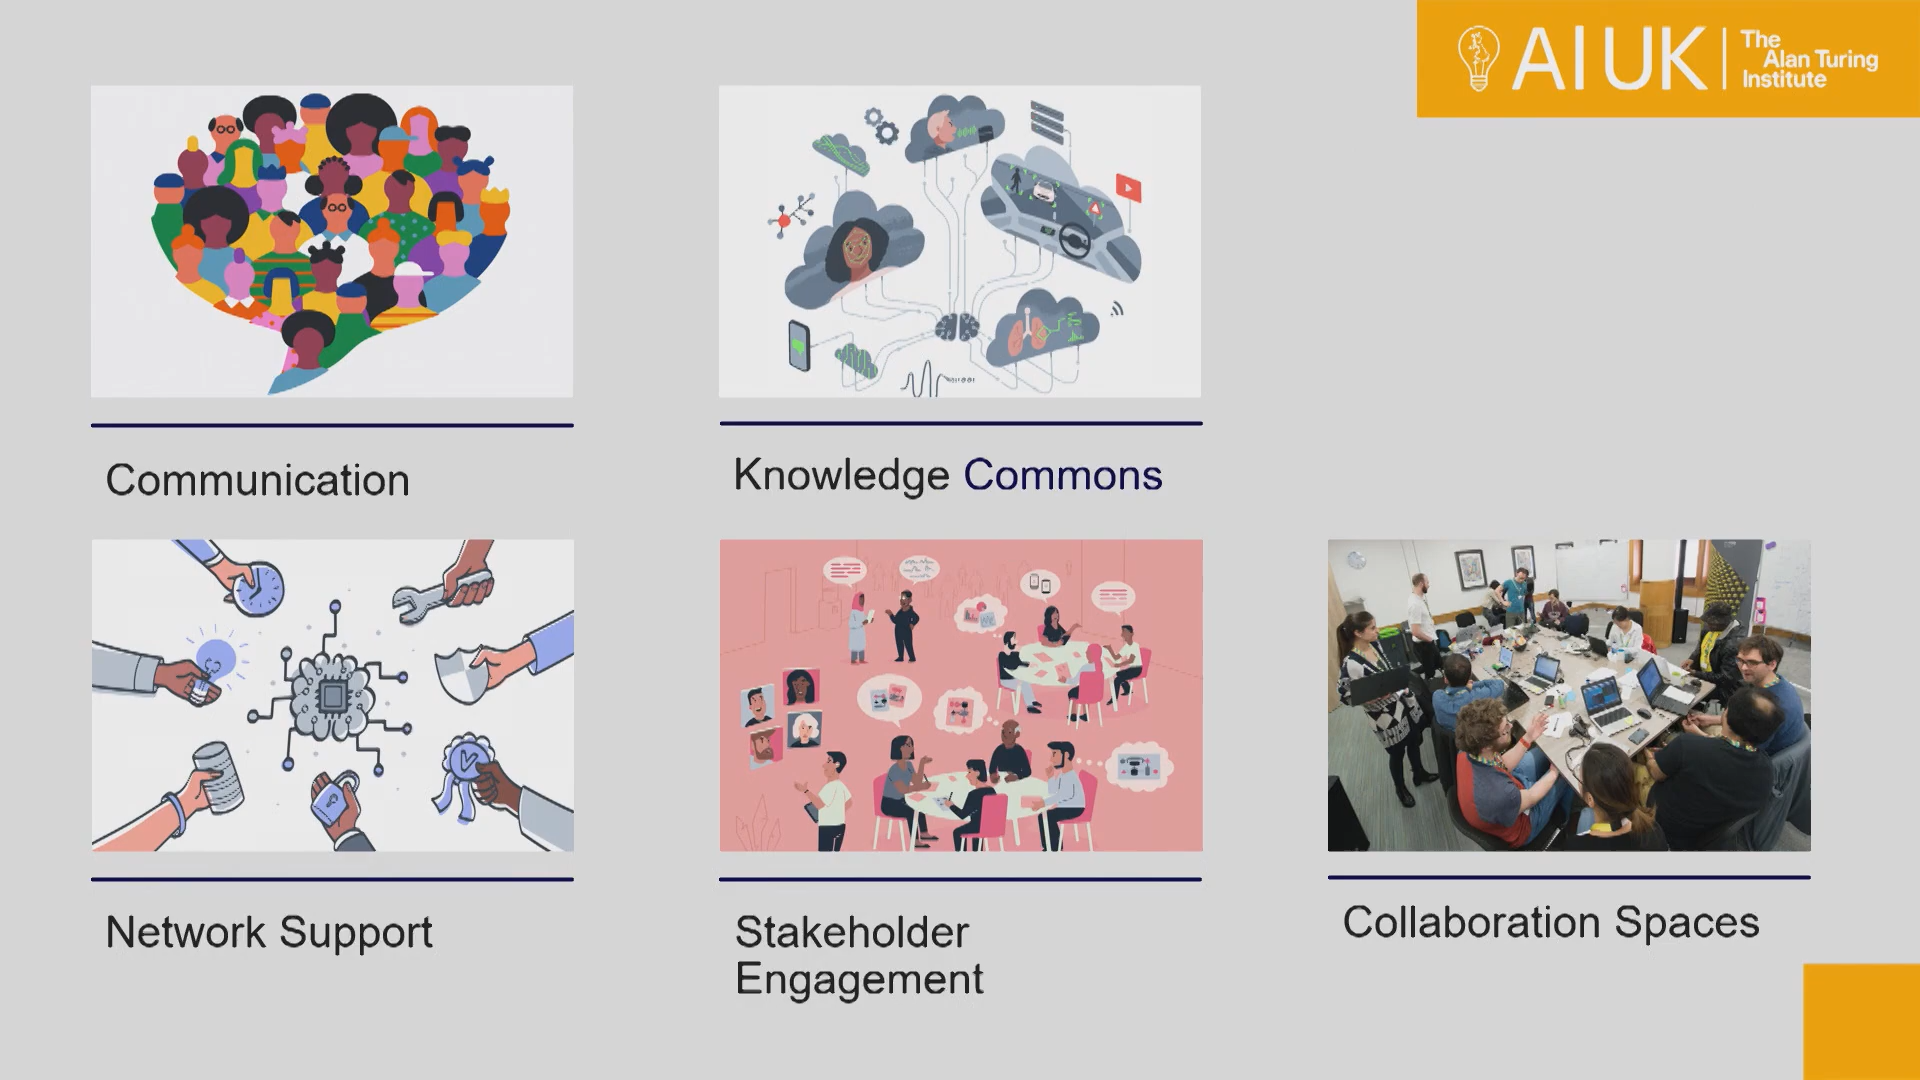 AI UK
The
Alan Turing
Institute
Communication
Knowledge Commons
Network Support
Stakeholder
Engagement
Collaboration Spaces